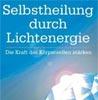 Selbstheilung
durch
Lichtenergie
Die Kraft der Körperzellen stärken